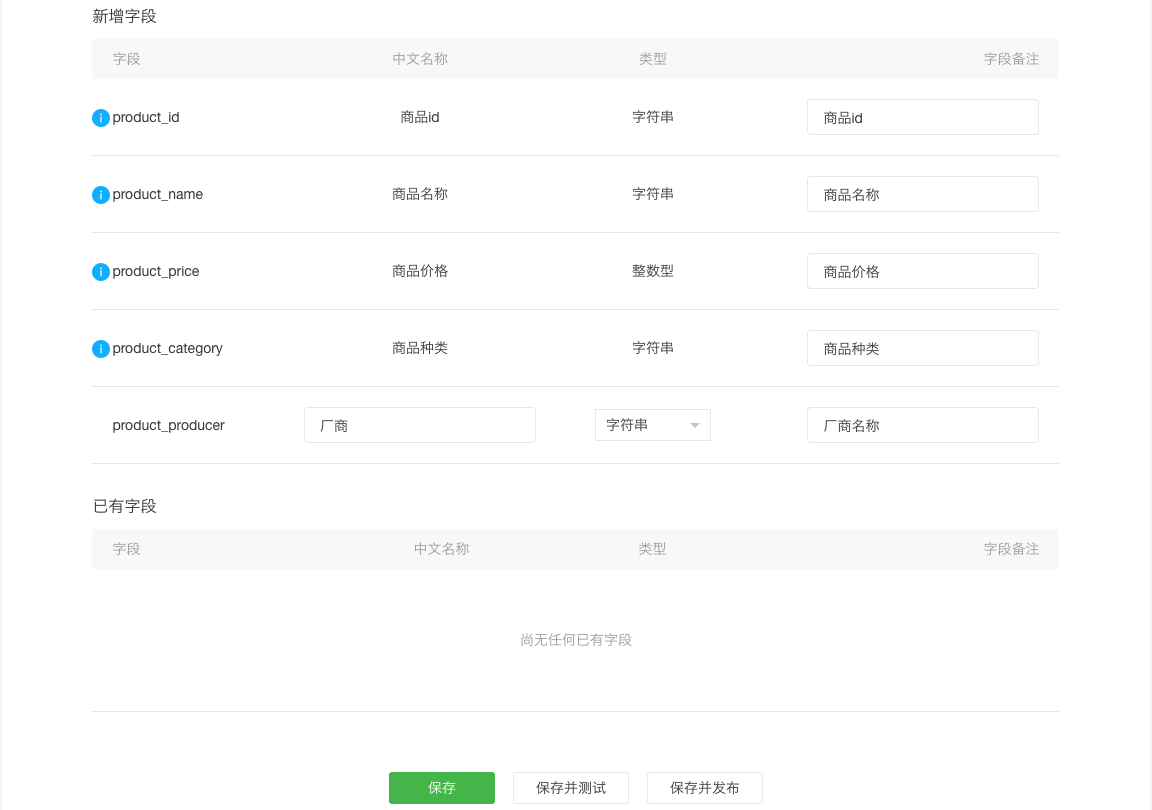 新增字段
字段 中文名称 类型 字段备注
product_id 商品id 字符串 商品id
product_name 商品名称 字符串 商品名称
product_price 商品价格 整数型 商品价格
product_category 商品种类 字符串 商品种类
product_producer 厂商 字符串 厂商名称
已有字段
字段 中文名称 类型 字段备注
尚无任何已有字段
保存 保存并测试 保存并发布